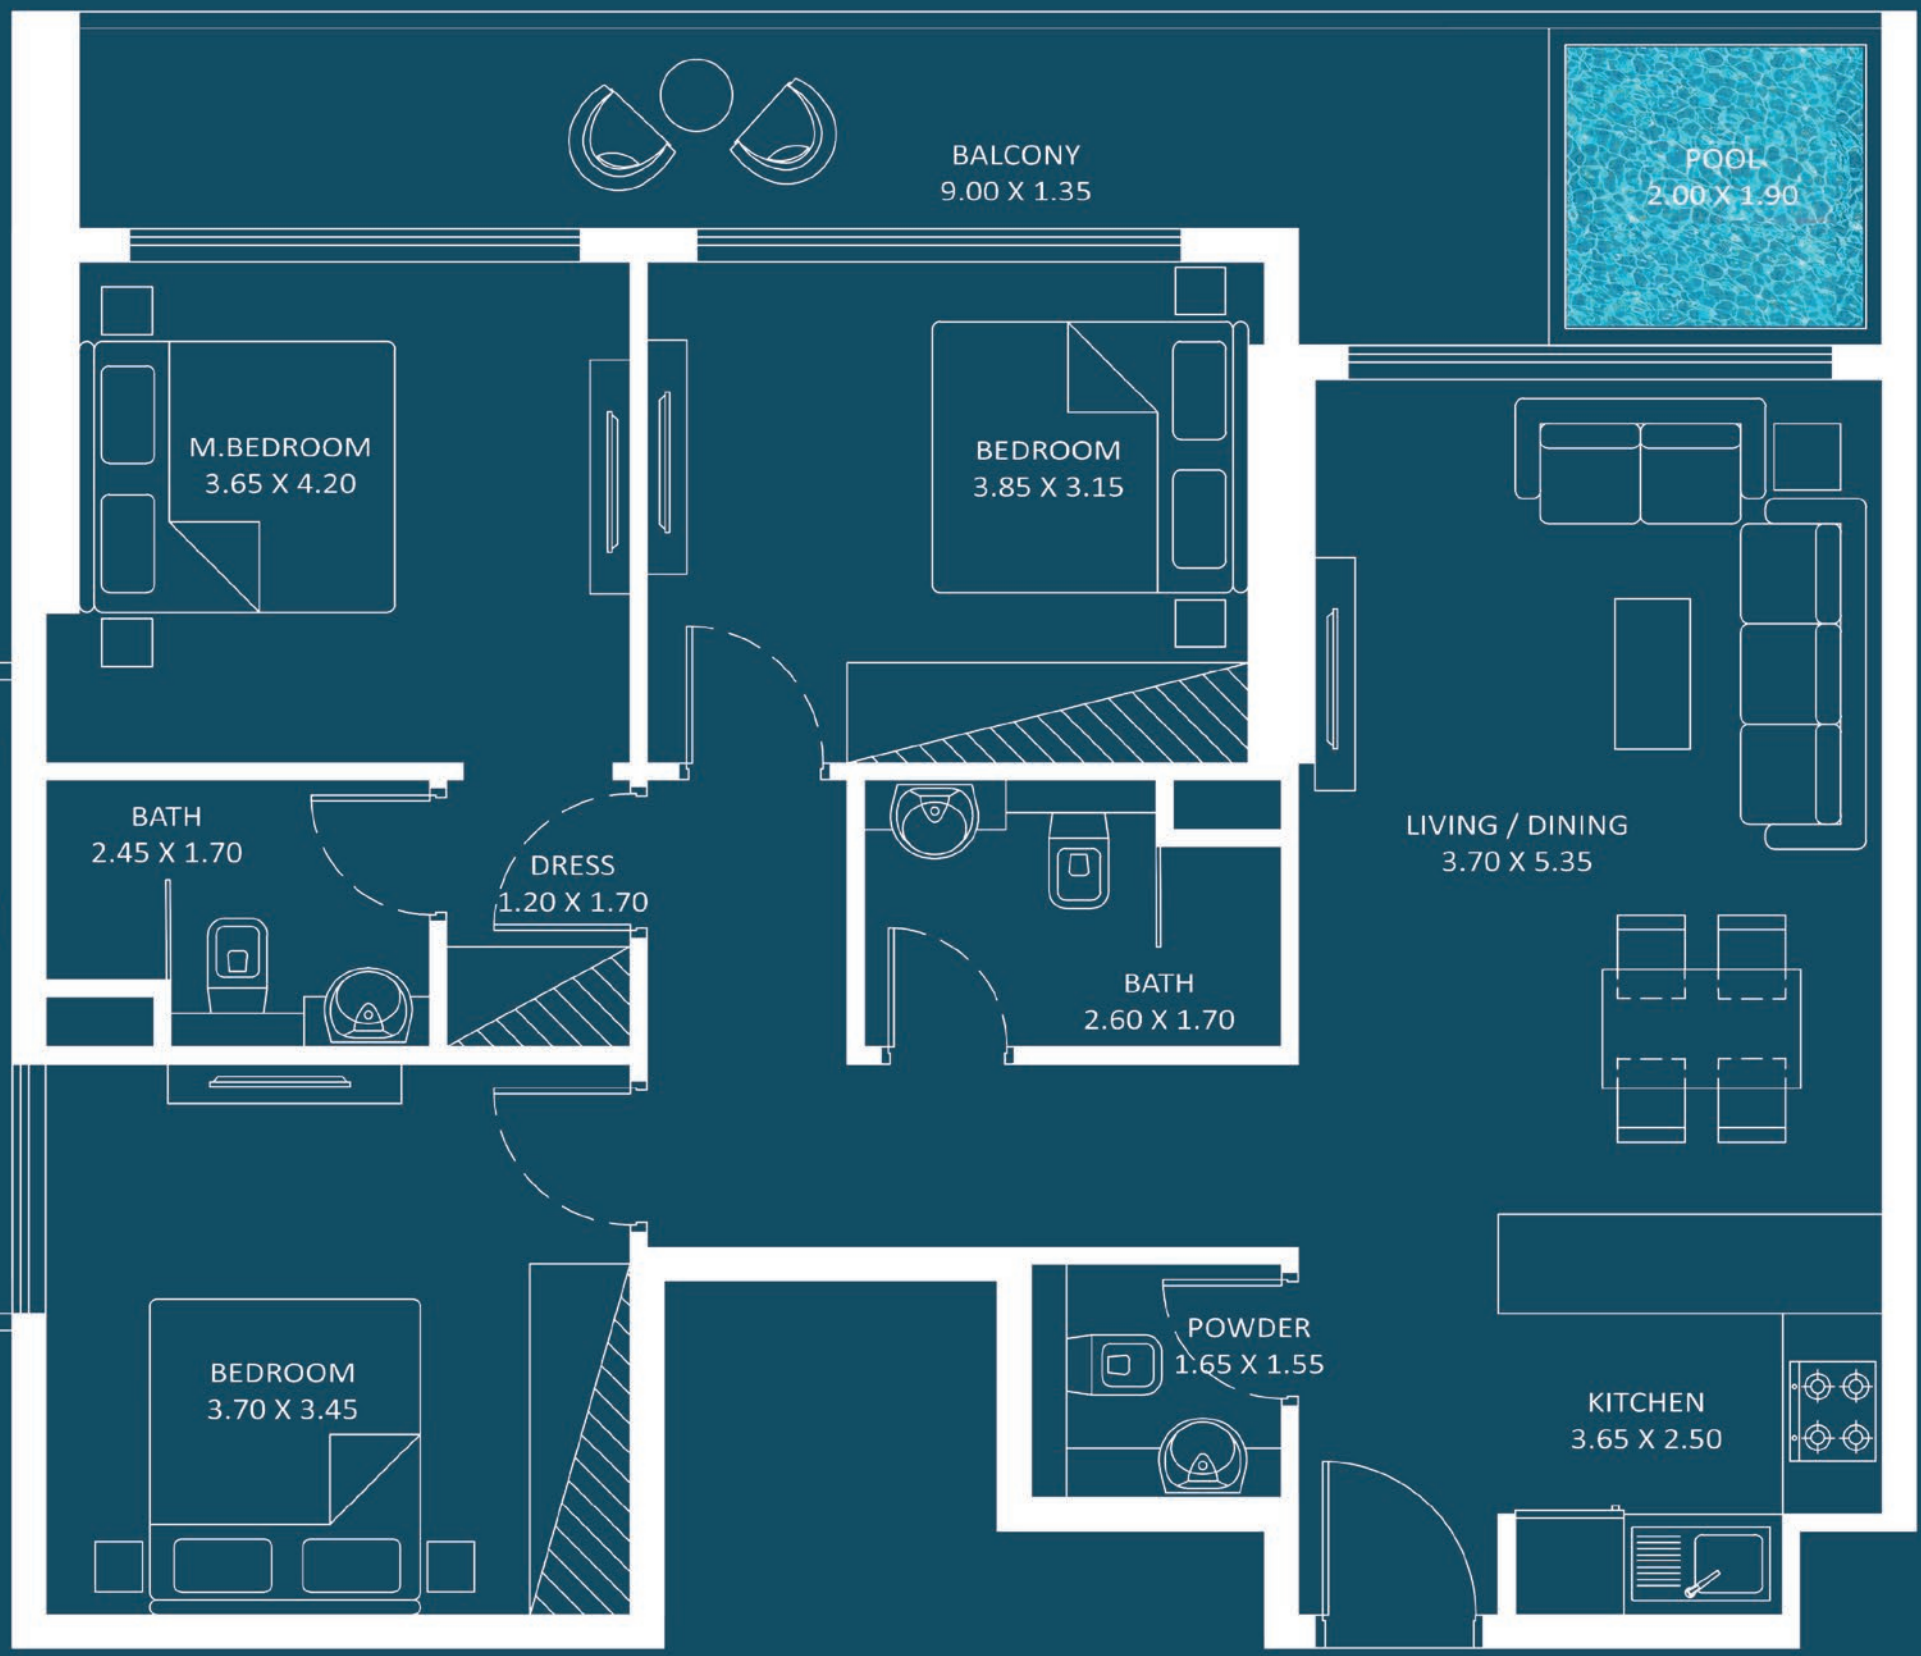 BALCONY
9.00 X 1.35
POOL
2.00 X 1.90
M.BEDROOM
3.65 X 4.20
BEDROOM
3.85 X 3.15
BATH
2.45 X 1.70
DRESS
1.20 X 1.70
LIVING / DINING
3.70 X 5.35
BATH
2.60 X 1.70
BEDROOM
3.70 X 3.45
POWDER
1.65 X 1.55
KITCHEN
3.65 X 2.50